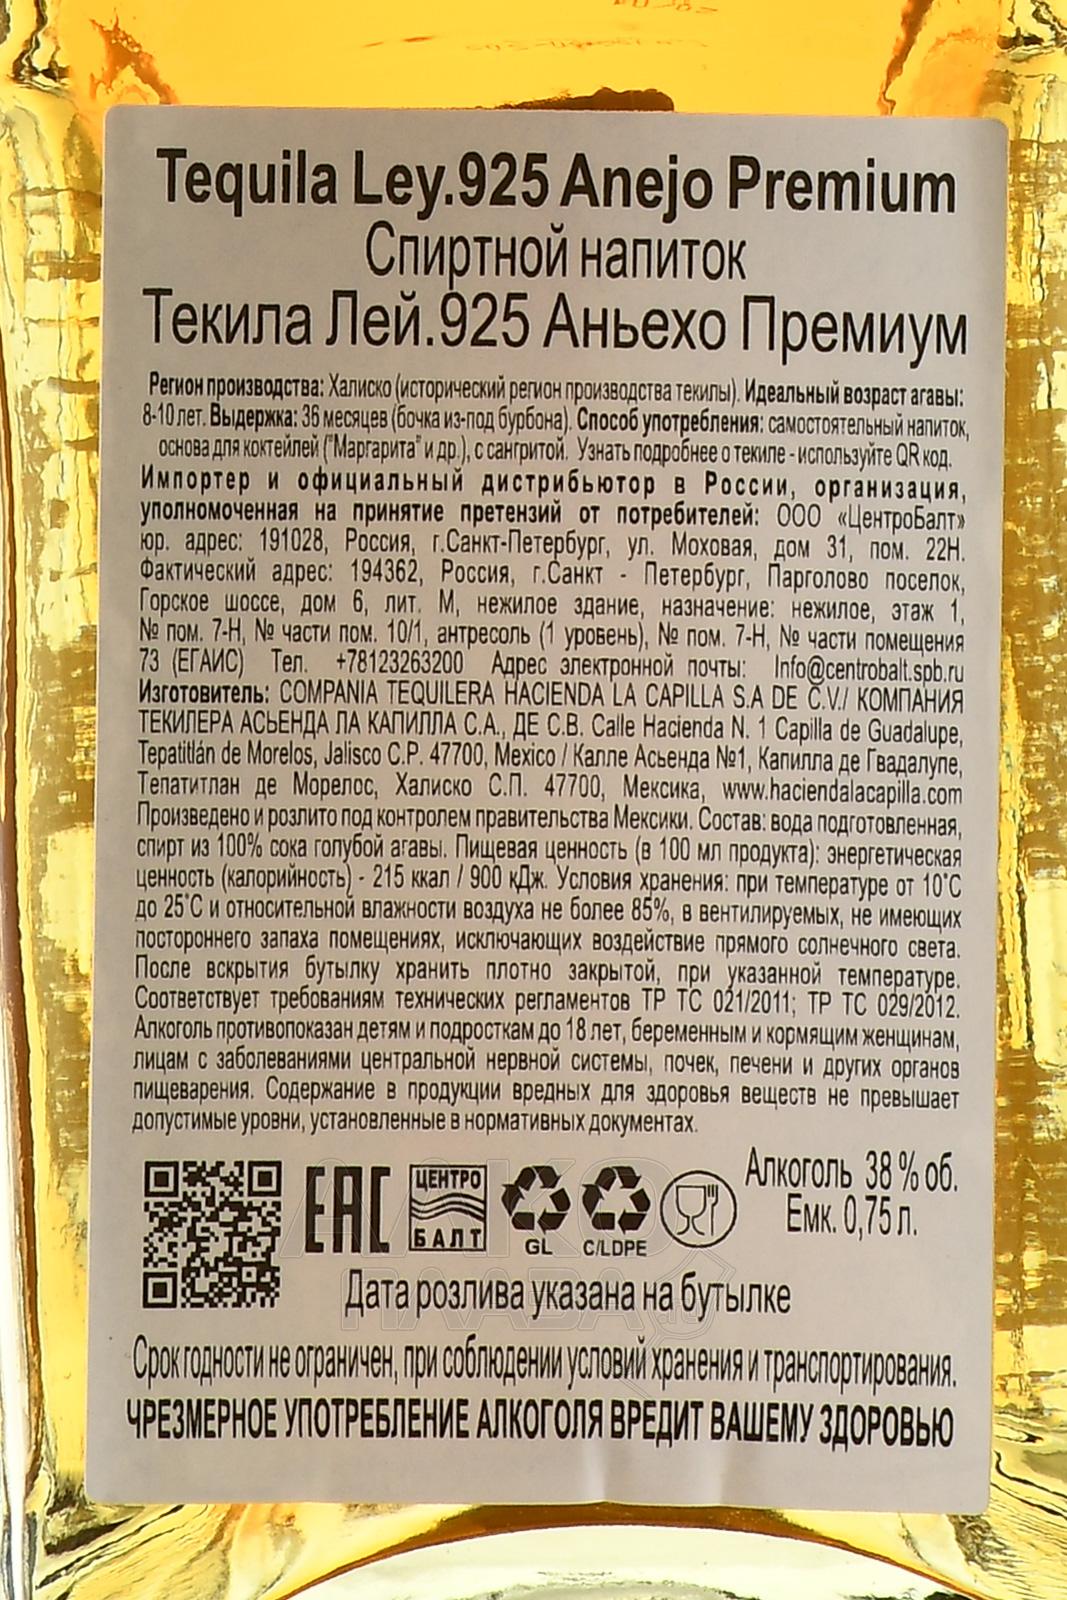 Tequila Ley.925 Anejo Premium
Спиртной напиток
Текила Лей.925 Аньехо Премиум
Регион производства: Халиско (исторический регион производства текилы). Идеальный возраст агавы:
8-10 лет. Выдержка: 36 месяцев (бочка из-под бурбона). Способ употребления: самостоятельный напиток,
основа для коктейлей ("Маргарита" и др.), с сангритой. Узнать подробнее о текиле - используйте QR код.
Импортер и официальный дистрибьютор в России, организация,
уполномоченная на принятие претензий от потребителей: ООО «ЦентроБалт»
юр. адрес: 191028, Россия, г.Санкт-Петербург, ул. Моховая, дом 31, пом. 22Н.
Фактический адрес: 194362, Россия, г.Санкт - Петербург, Парголово поселок,
Горское шоссе, дом 6, лит. М, нежилое здание, назначение: нежилое, этаж 1,
№ пом. 7-Н, № части пом. 10/1, антресоль (1 уровень), № пом. 7-Н, № части помещения
73 (ЕГАИС) Тел. +78123263200 Адрес электронной почты: Info@centrobalt.spb.ru
Изготовитель: COMPANIA TEQUILERA HACIENDA LA CAPILLA S.A DE C.V./ КОМПАНИЯ
ТЕКИЛЕРА АСЬЕНДА ЛА КАПИЛЛА С.А., ДЕ С.В. Calle Hacienda N. 1 Capilla de Guadalupe,
Tepatitlán de Morelos, Jalisco C.P. 47700, Mexico / Калле Асьенда №1, Капилла де Гвадалупе,
Тепатитлан де Морелос, Халиско С.П. 47700, Мексика, www.haciendalacapilla.com
Произведено и розлито под контролем правительства Мексики. Состав: вода подготовленная,
спирт из 100% сока голубой агавы. Пищевая ценность (в 100 мл продукта): энергетическая
ценность (калорийность) - 215 ккал / 900 кДж. Условия хранения: при температуре от 10˚С
до 25˚С и относительной влажности воздуха не более 85%, в вентилируемых, не имеющих
постороннего запаха помещениях, исключающих воздействие прямого солнечного света.
После вскрытия бутылку хранить плотно закрытой, при указанной температуре.
Соответствует требованиям технических регламентов ТР ТС 021/2011; ТР ТС 029/2012.
Алкоголь противопоказан детям и подросткам до 18 лет, беременным и кормящим женщинам,
лицам с заболеваниями центральной нервной системы, почек, печени и других органов
пищеварения. Содержание в продукции вредных для здоровья веществ не превышает
допустимые уровни, установленные в нормативных документах.
EAC
ЦЕНТРО
БАЛТ
GL
C/LDPE
Алкоголь 38 % об.
Емк. 0,75 л.
Дата розлива указана на бутылке
Срок годности не ограничен, при соблюдении условий хранения и транспортирования.
ЧРЕЗМЕРНОЕ УПОТРЕБЛЕНИЕ АЛКОГОЛЯ ВРЕДИТ ВАШЕМУ ЗДОРОВЬЮ